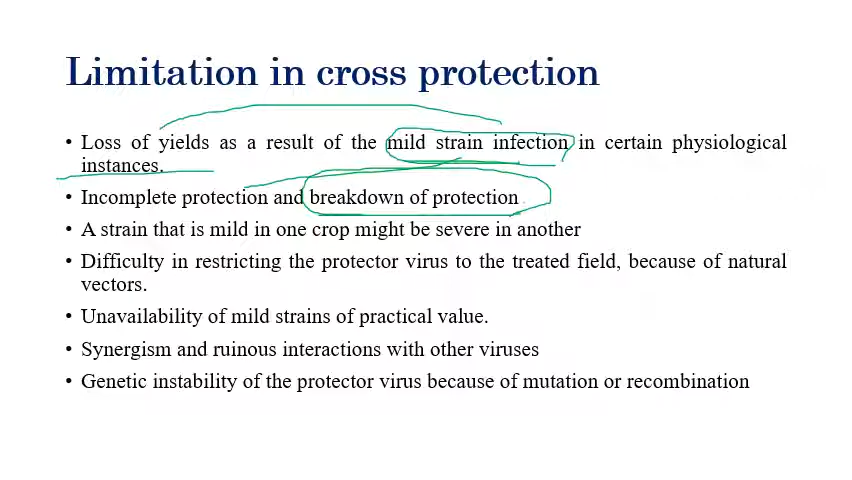 Limitation in cross protection
• Loss of yields as a result of the mild strain infection in certain physiological
instances.
• Incomplete protection and breakdown of protection
• A strain that is mild in one crop might be severe in another
• Difficulty in restricting the protector virus to the treated field, because of natural
vectors.
• Unavailability of mild strains of practical value.
• Synergism and ruinous interactions with other viruses
• Genetic instability of the protector virus because of mutation or recombination